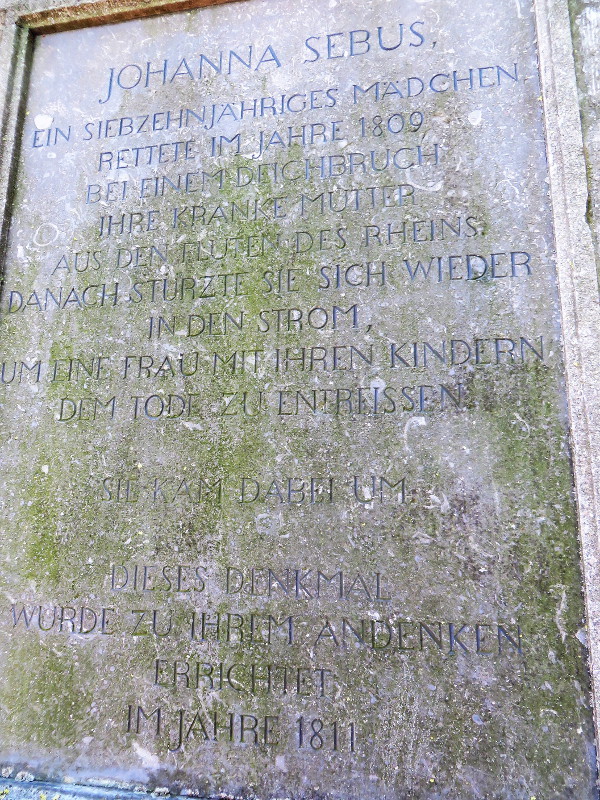 JOHANNA SEBUS,
EIN SIEBZEHNJÄHRIGES MÄDCHEN,
RETTETE IM JAHRE 1809,
BEI EINEM DEICHBRUCH
IHRE KRANKE MUTTER
AUS DEN FLUTEN DES RHEINS.
DANACH STÜRZTE SIE SICH WIEDER
IN DEN STROM,
UM EINE FRAU MIT IHREN KINDERN
DEM TODE ZU ENTREISSEN.
SIE KAM DABEI UM.
DIESES DENKMAL
WURDE ZU IHREM ANDENKEN
ERRICHTET
IM JAHRE 1811